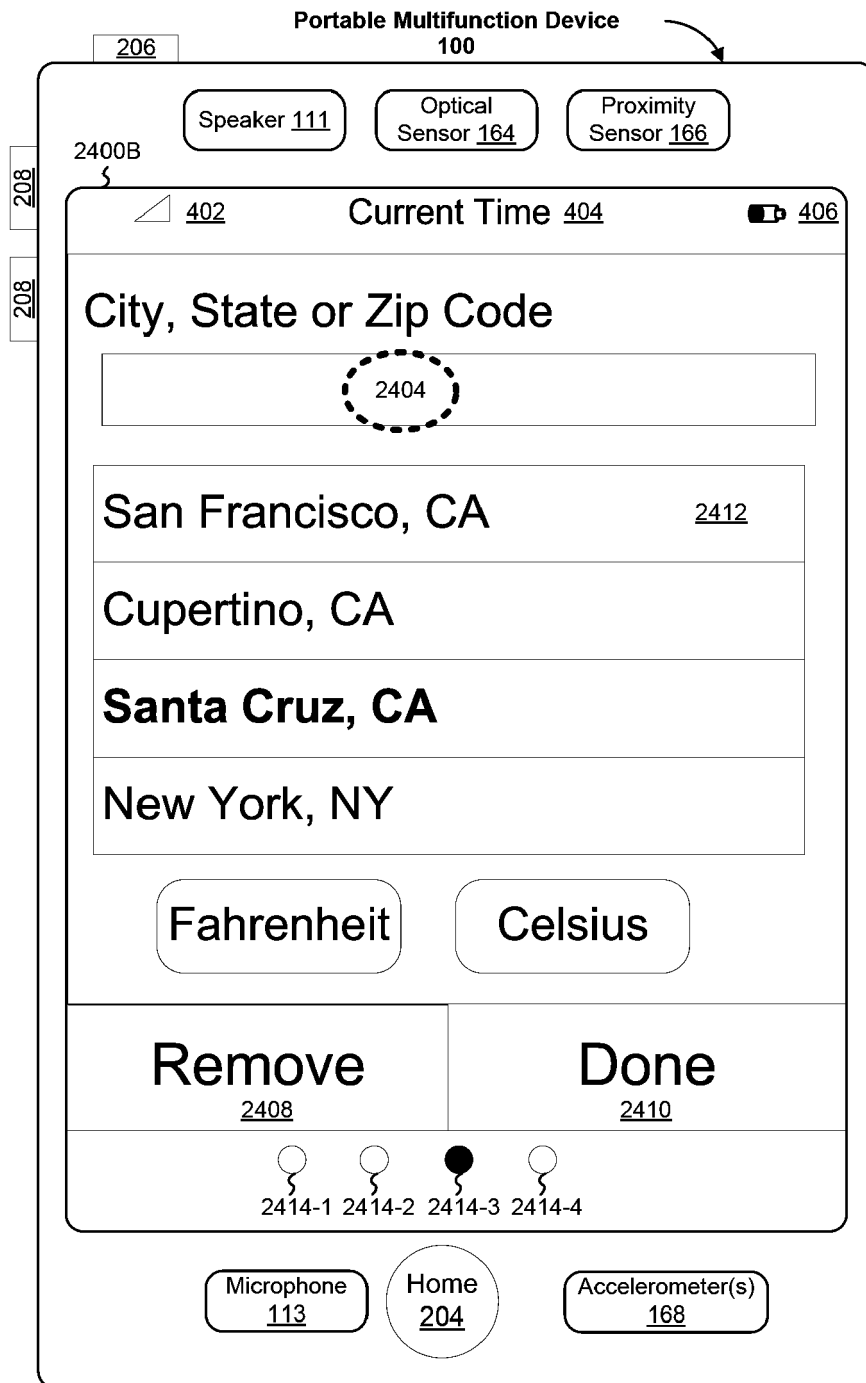 Portable Multifunction Device
100
206
Speaker 111
Optical
Sensor 164
Proximity
Sensor 166
2400B
208
208
402
Current Time 404
406
City, State or Zip Code
2404
San Francisco, CA
2412
Cupertino, CA
Santa Cruz, CA
New York, NY
Fahrenheit
Celsius
Remove
2408
Done
2410
2414-1 2414-2 2414-3 2414-4
Microphone
113
Home
204
Accelerometer(s)
168